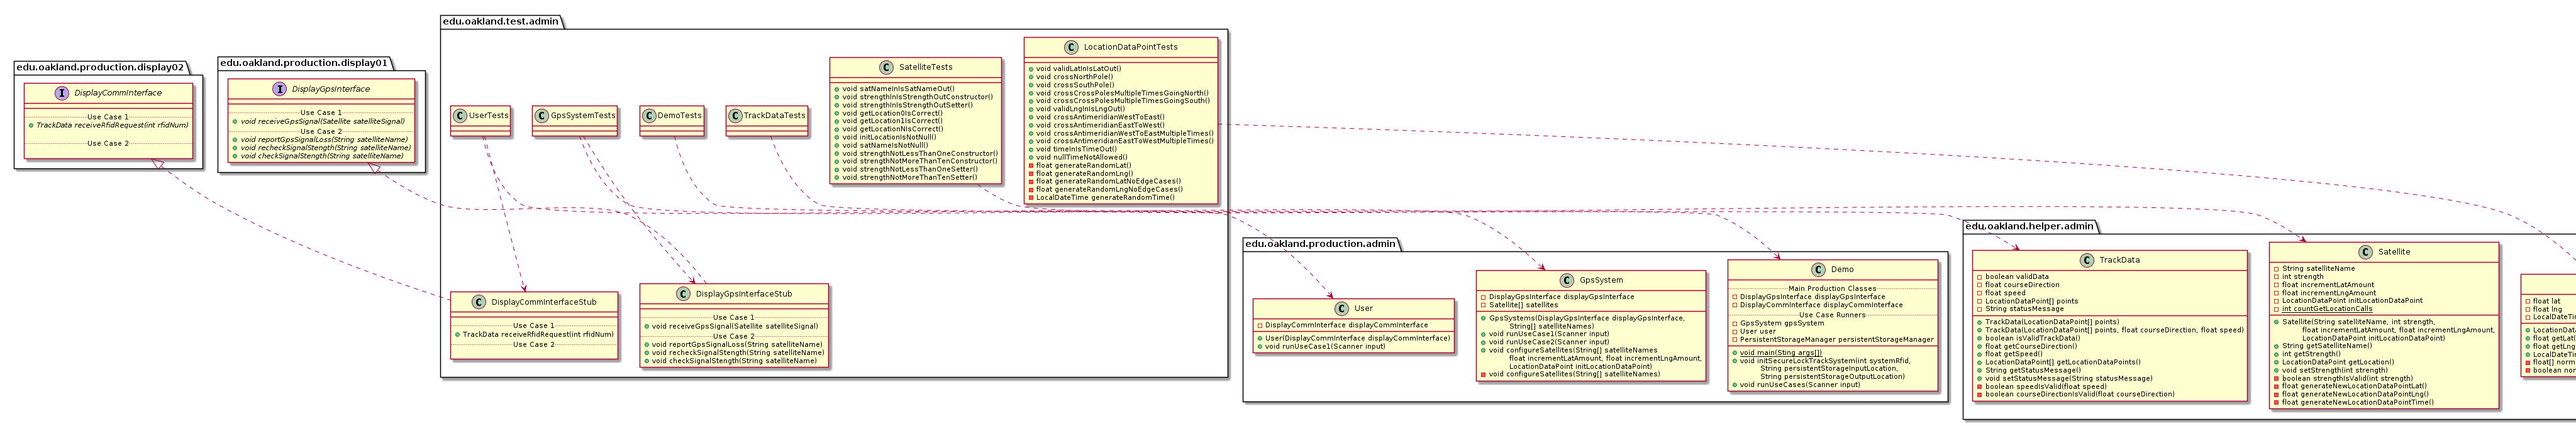 edu.oakland.production.display02
DisplayCommInterface
Use Case 1
TrackData receiveRfidRequest(int rfidNum)
Use Case 2
edu.oakland.production.display01
DisplayGpsInterface
Use Case 1
void receiveGpsSignal(Satellite satelliteSignal)
Use Case 2
void reportGpsSignalLoss(String satelliteName)
void recheckSignalStength(String satelliteName)
void checkSignalStength(String satelliteName)
edu.oakland.test.admin
UserTests
GpsSystemTests
DemoTests
TrackDataTests
SatelliteTests
void satNameInIsSatNameOut()
void strengthInIsStrengthOutConstructor()
void strengthInIsStrengthOutSetter()
void getLocation0IsCorrect()
void getLocation1IsCorrect()
void getLocationNIsCorrect()
void initLocationIsNotNull()
void satNameIsNotNull()
void strengthNotLessThanOneConstructor()
void strengthNotMoreThanTenConstructor()
void strengthNotLessThanOneSetter()
void strengthNotMoreThanTenSetter()
LocationDataPointTests
void validLatInIsLatOut()
void crossNorthPole()
void crossSouthPole()
void crossCrossPolesMultipleTimesGoingNorth()
void crossCrossPolesMultipleTimesGoingSouth()
void validLngInIsLngOut()
void crossAntimeridianWestToEast()
void crossAntimeridianEastToWest()
void crossAntimeridianWestToEastMultipleTimes()
void crossAntimeridianEastToWestMultipleTimes()
void timeInIsTimeOut()
void nullTimeNotAllowed()
float generateRandomLat()
float generateRandomLng()
float generateRandomLatNoEdgeCases()
float generateRandomLngNoEdgeCases()
LocalDateTime generateRandomTime()
DisplayCommInterfaceStub
Use Case 1
TrackData receiveRfidRequest(int rfidNum)
Use Case 2
DisplayGpsInterfaceStub
Use Case 1
void receiveGpsSignal(Satellite satelliteSignal)
Use Case 2
void reportGpsSignalLoss(String satelliteName)
void recheckSignalStength(String satelliteName)
void checkSignalStength(String satelliteName)
edu.oakland.production.admin
User
DisplayCommInterface displayCommInterface
User(DisplayCommInterface displayCommInterface)
void runUseCase1(Scanner input)
GpsSystem
DisplayGpsInterface displayGpsInterface
Satellite[] satellites
GpsSystems(DisplayGpsInterface displayGpsInterface,
String[] satelliteNames)
void runUseCase1(Scanner input)
void runUseCase2(Scanner input)
void configureSatellites(String[] satelliteNames
float incrementLatAmount, float incrementLngAmount,
LocationDataPoint initLocationDataPoint)
void configureSatellites(String[] satelliteNames)
Demo
Main Production Classes
DisplayGpsInterface displayGpsInterface
DisplayCommInterface displayCommInterface
Use Case Runners
GpsSystem gpsSystem
User user
PersistentStorageManager persistentStorageManager
void main(Sting args[])
void initSecureLockTrackSystem(int systemRfid,
String persistentStorageInputLocation,
String persistentStorageOutputLocation)
void runUseCases(Scanner input)
edu.oakland.helper.admin
TrackData
boolean validData
float courseDirection
float speed
LocationDataPoint[] points
String statusMessage
TrackData(LocationDataPoint[] points)
TrackData(LocationDataPoint[] points, float courseDirection, float speed)
boolean isValidTrackData()
float getCourseDirection()
float getSpeed()
LocationDataPoint[] getLocationDataPoints()
String getStatusMessage()
void setStatusMessage(String statusMessage)
boolean speedIsValid(float speed)
boolean courseDirectionIsValid(float courseDirection)
Satellite
String satelliteName
int strength
float incrementLatAmount
float incrementLngAmount
LocationDataPoint initLocationDataPoint
int countGetLocationCalls
Satellite(String satelliteName, int strength,
float incrementLatAmount, float incrementLngAmount,
LocationDataPoint initLocationDataPoint)
String getSatelliteName()
int getStrength()
LocationDataPoint getLocation()
void setStrength(int strength)
boolean strengthIsValid(int strength)
float generateNewLocationDataPointLat()
float generateNewLocationDataPointLng()
float generateNewLocationDataPointTime()
float lat
float lng
LocalDateTi
LocationData
float getLat(
float getLng
LocalDateTi
float[] norm
boolean nor